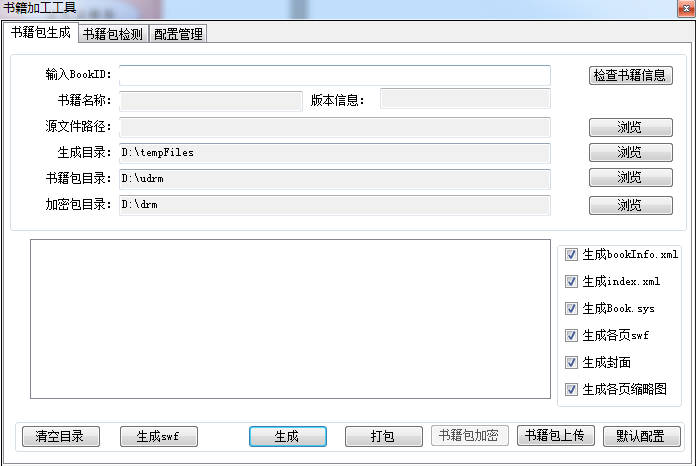 书籍加工工具
书籍包生成 书籍包检测 配置管理
输入BookID: 检查书籍信息
书籍名称: 版本信息:
源文件路径: 浏览
生成目录: D:\tempFiles 浏览
书籍包目录: D:\udrm 浏览
加密包目录: D:\drm 浏览
生成bookInfo.xml
生成index.xml
生成Book.sys
生成各页swf
生成封面
生成各页缩略图
清空目录 生成swf 生成 打包 书籍包加密 书籍包上传 默认配置